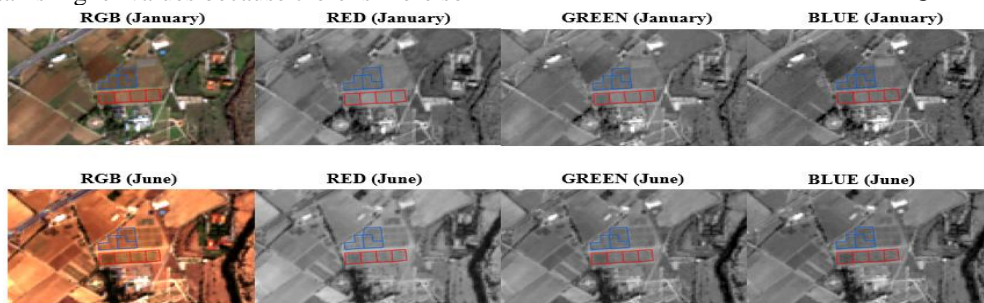 RGB (January) RED (January) GREEN (January) BLUE (January)
RGB (June) RED (June) GREEN (June) BLUE (June)